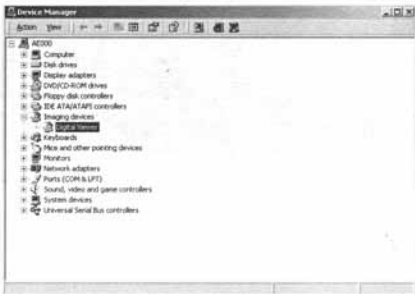 Device Manager
Action View
AE000
Computer
Disk drives
Display adapters
DVD/CD-ROM drives
Floppy disk controllers
IDE ATA/ATAPI controllers
Imaging devices
Digital Viewer
Keyboards
Mice and other pointing devices
Monitors
Network adapters
Ports (COM & LPT)
Sound, video and game controllers
System devices
Universal Serial Bus controllers